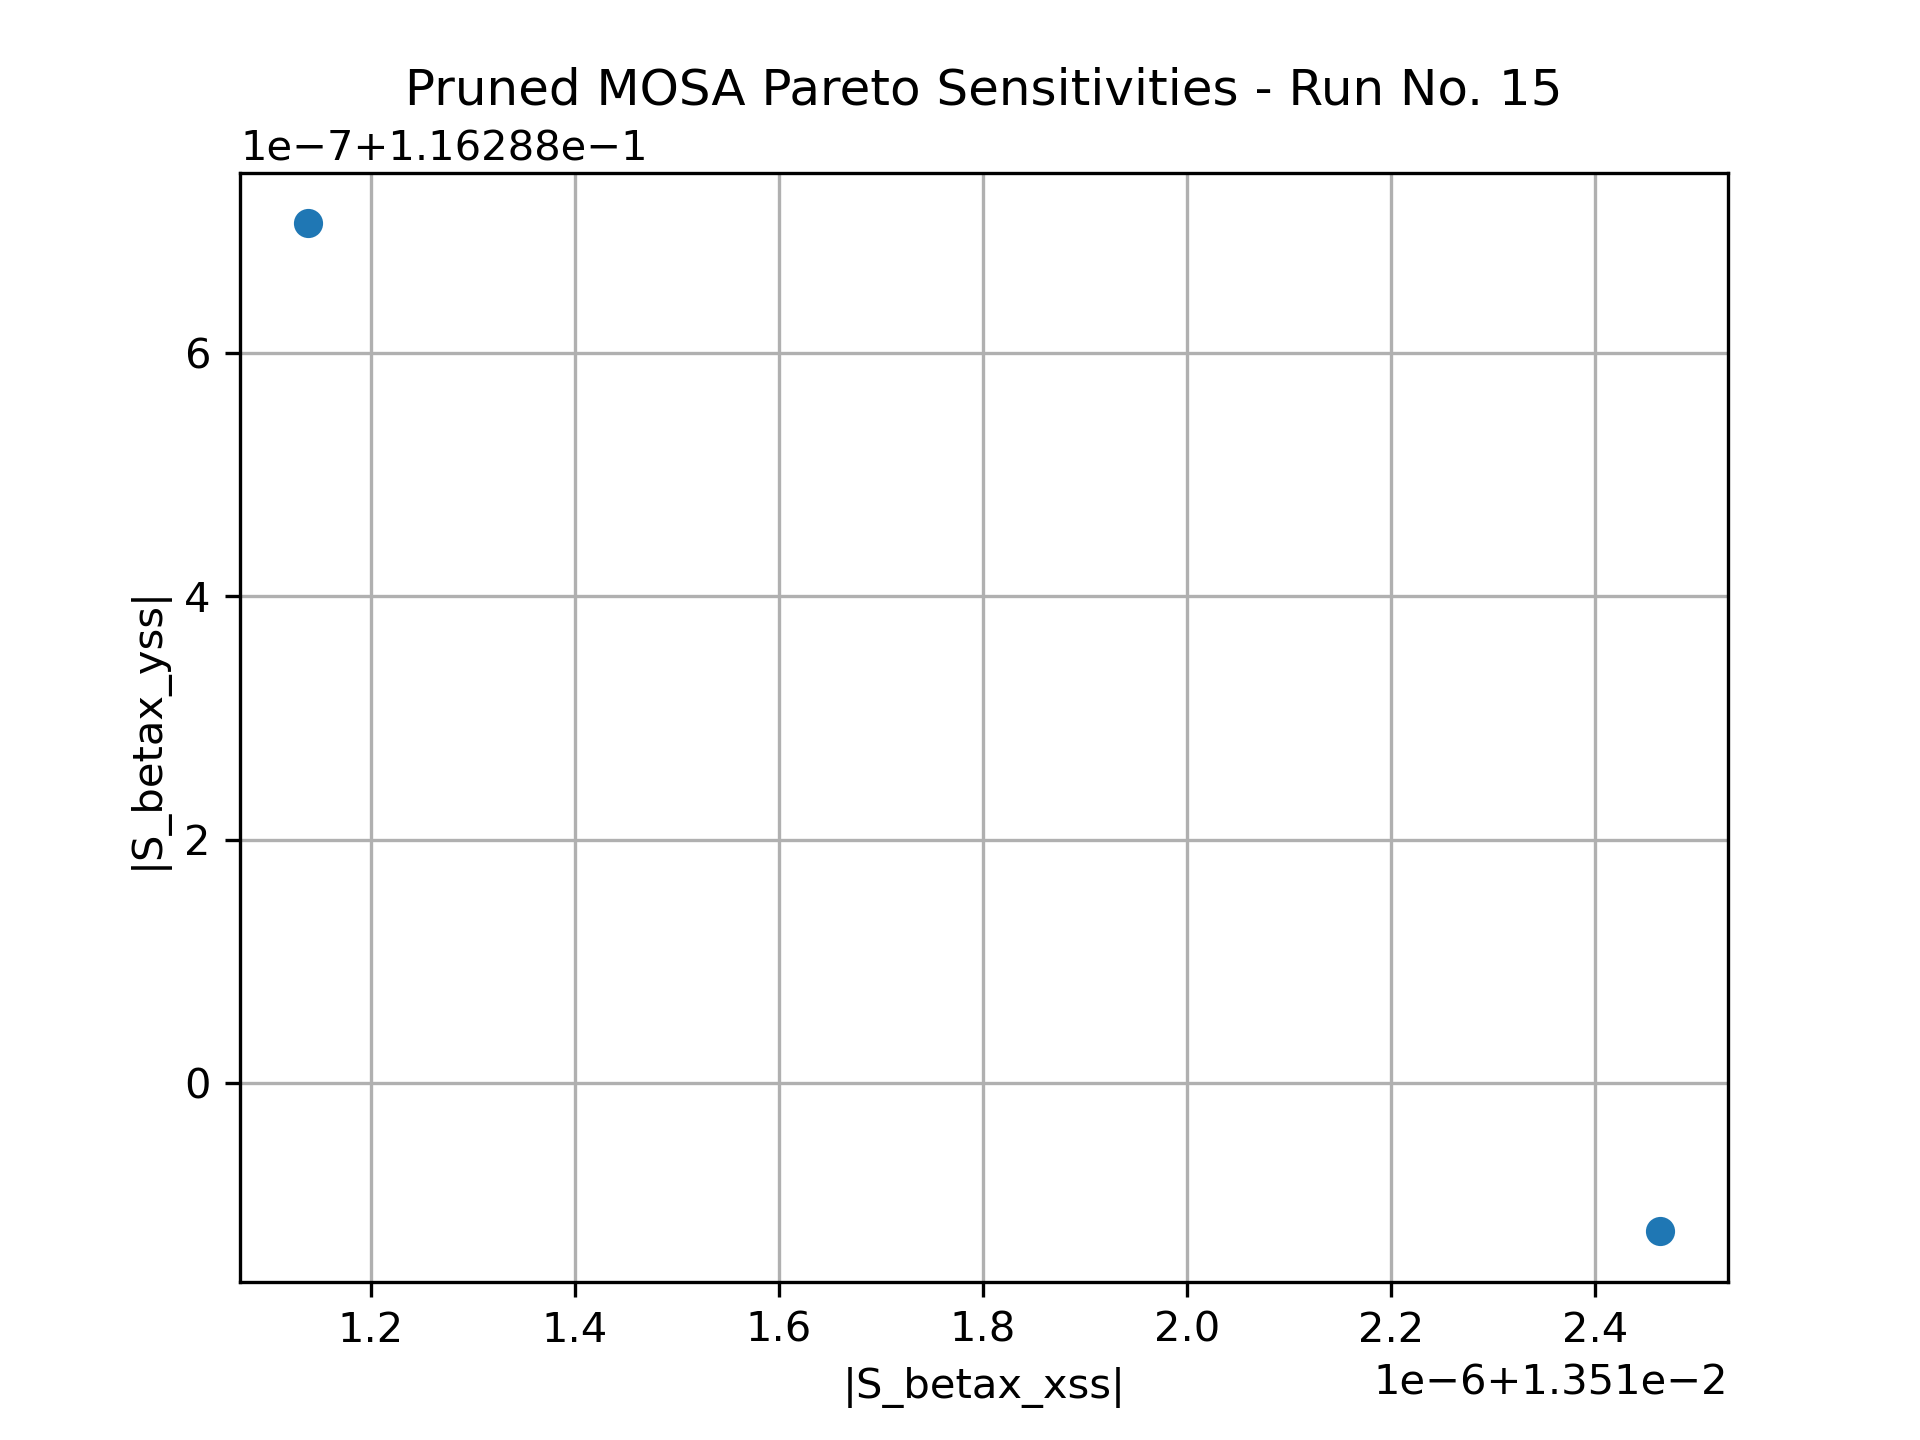 Pruned MOSA Pareto Sensitivities - Run No. 15
1e−7+1.16288e−1
6
4
2
0
|S_betax_yss|
1.2 1.4 1.6 1.8 2.0 2.2 2.4
|S_betax_xss|
1e−6+1.351e−2